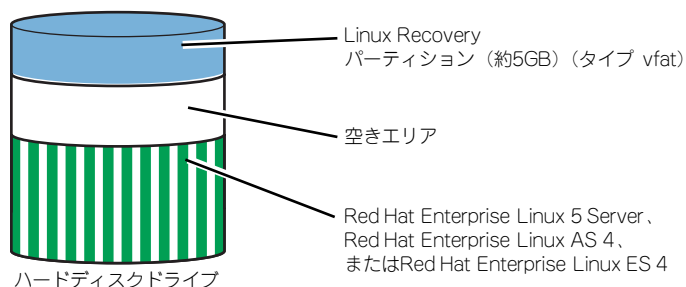 Linux Recovery
パーティション（約5GB）（タイプ vfat）
空きエリア
Red Hat Enterprise Linux 5 Server、
Red Hat Enterprise Linux AS 4、
またはRed Hat Enterprise Linux ES 4
ハードディスクドライブ